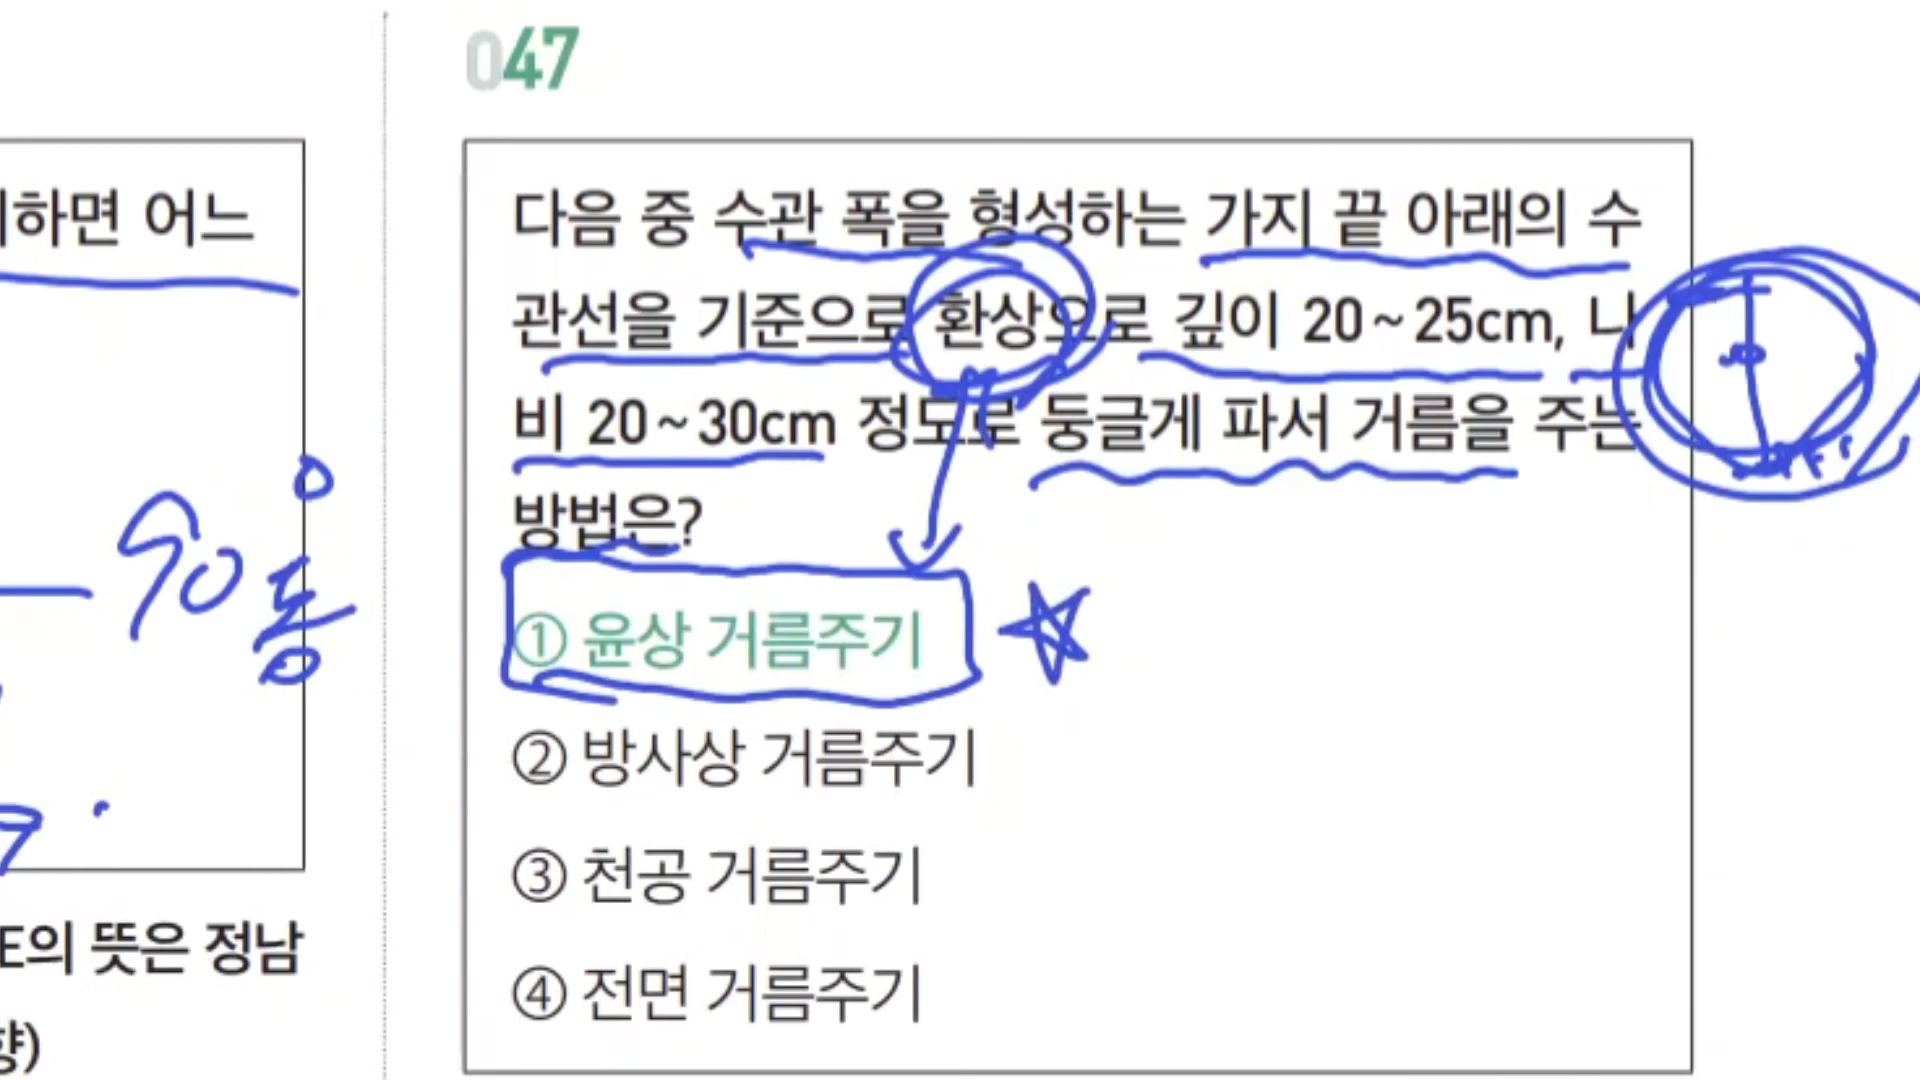 하면 어느
90
E의 뜻은 정남
향)
047
다음 중 수관 폭을 형성하는 가지 끝 아래의 수
관선을 기준으로 환상으로 깊이 20~25cm, 너
비 20~30cm 정도로 둥글게 파서 거름을 주는
방법은?
① 윤상 거름주기
② 방사상 거름주기
③ 천공 거름주기
④ 전면 거름주기